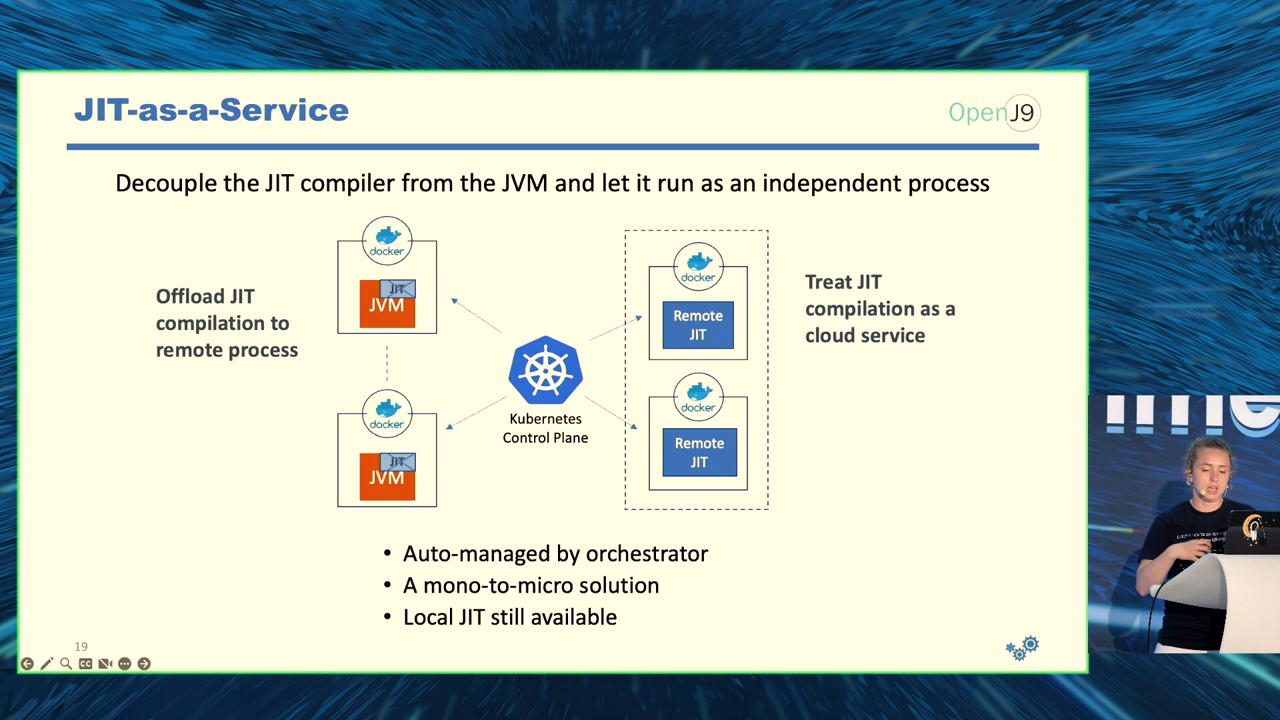 JIT-as-a-Service
OpenJ9
Decouple the JIT compiler from the JVM and let it run as an independent process
docker
JIT
JVM
Offload JIT
compilation to
remote process
docker
JIT
JVM
Kubernetes
Control Plane
docker
Remote
JIT
docker
Remote
JIT
Treat JIT
compilation as a
cloud service
• Auto-managed by orchestrator
• A mono-to-micro solution
• Local JIT still available
19
CC